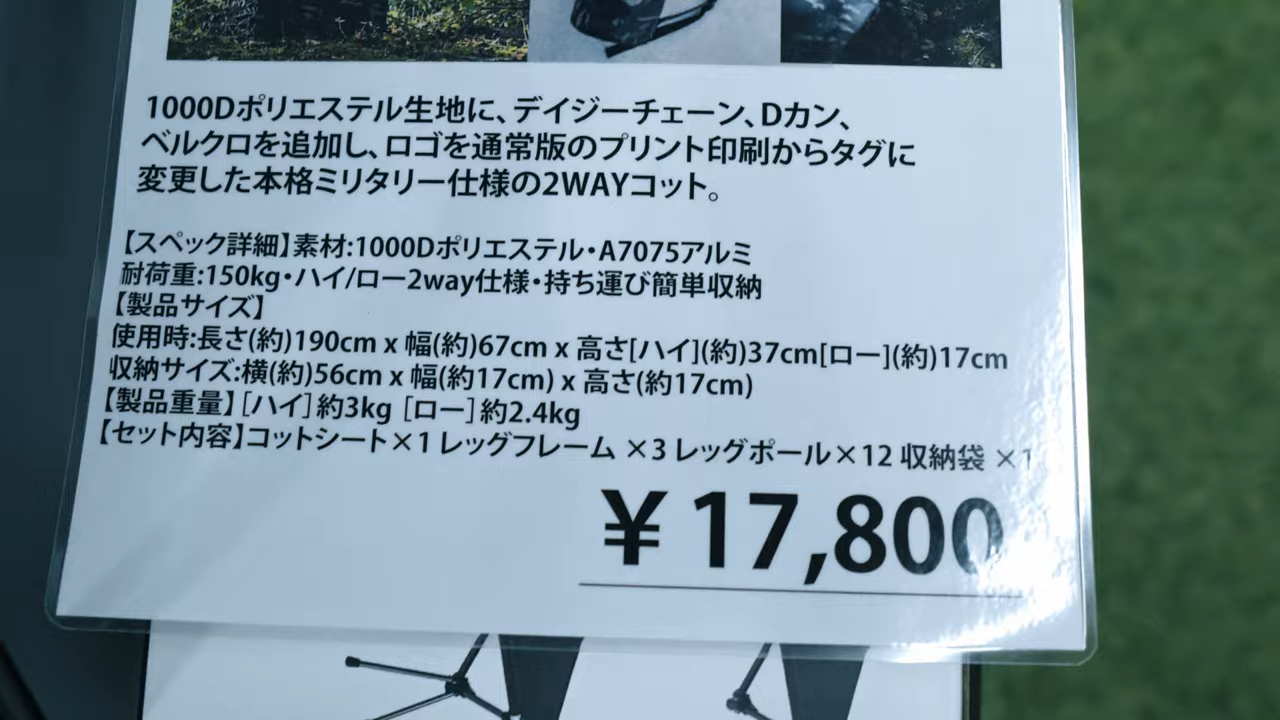 1000Dポリエステル生地に、デイジーチェーン、Dカン、
ベルクロを追加し、ロゴを通常版のプリント印刷からタグに
変更した本格ミリタリー仕様の2WAYコット。
【スペック詳細】素材:1000Dポリエステル・A7075アルミ
耐荷重:150kg・ハイ/ロー2way仕様・持ち運び簡単収納
【製品サイズ】
使用時:長さ(約)190cm x 幅(約)67cm x 高さ[ハイ](約)37cm[ロー](約)17cm
収納サイズ:横(約)56cm x 幅(約17cm) x 高さ(約17cm)
【製品重量】[ハイ]約3kg [ロー]約2.4kg
【セット内容】コットシート×1 レッグフレーム ×3 レッグポール×12 収納袋 ×1
¥17,800